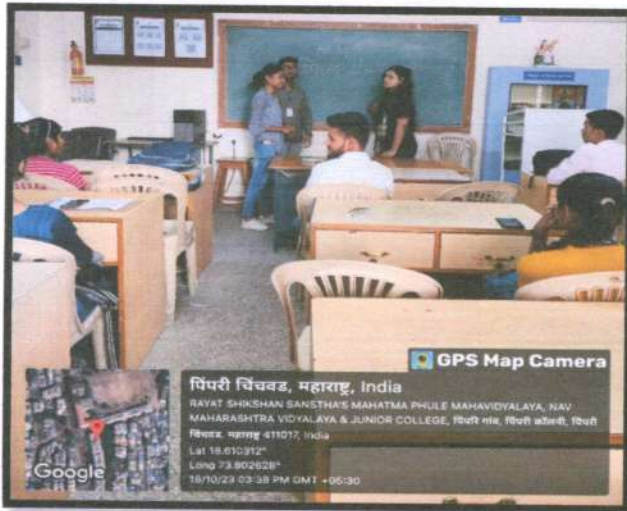 GPS Map Camera
पिंपरी चिंचवड, महाराष्ट्र, India
RAYAT SHIKSHAN SANSTHA'S MAHATMA PHULE MAHAVIDYALAYA, NAV
MAHARASHTRA VIDYALAYA & JUNIOR COLLEGE, पिंपरि गांव, पिंपरी कॉलनी, पिंपरी
चिंचवड, महाराष्ट्र 411017, India
Lat 18.610312°
Long 73.802628°
18/10/23 03:38 PM GMT +05:30
Google